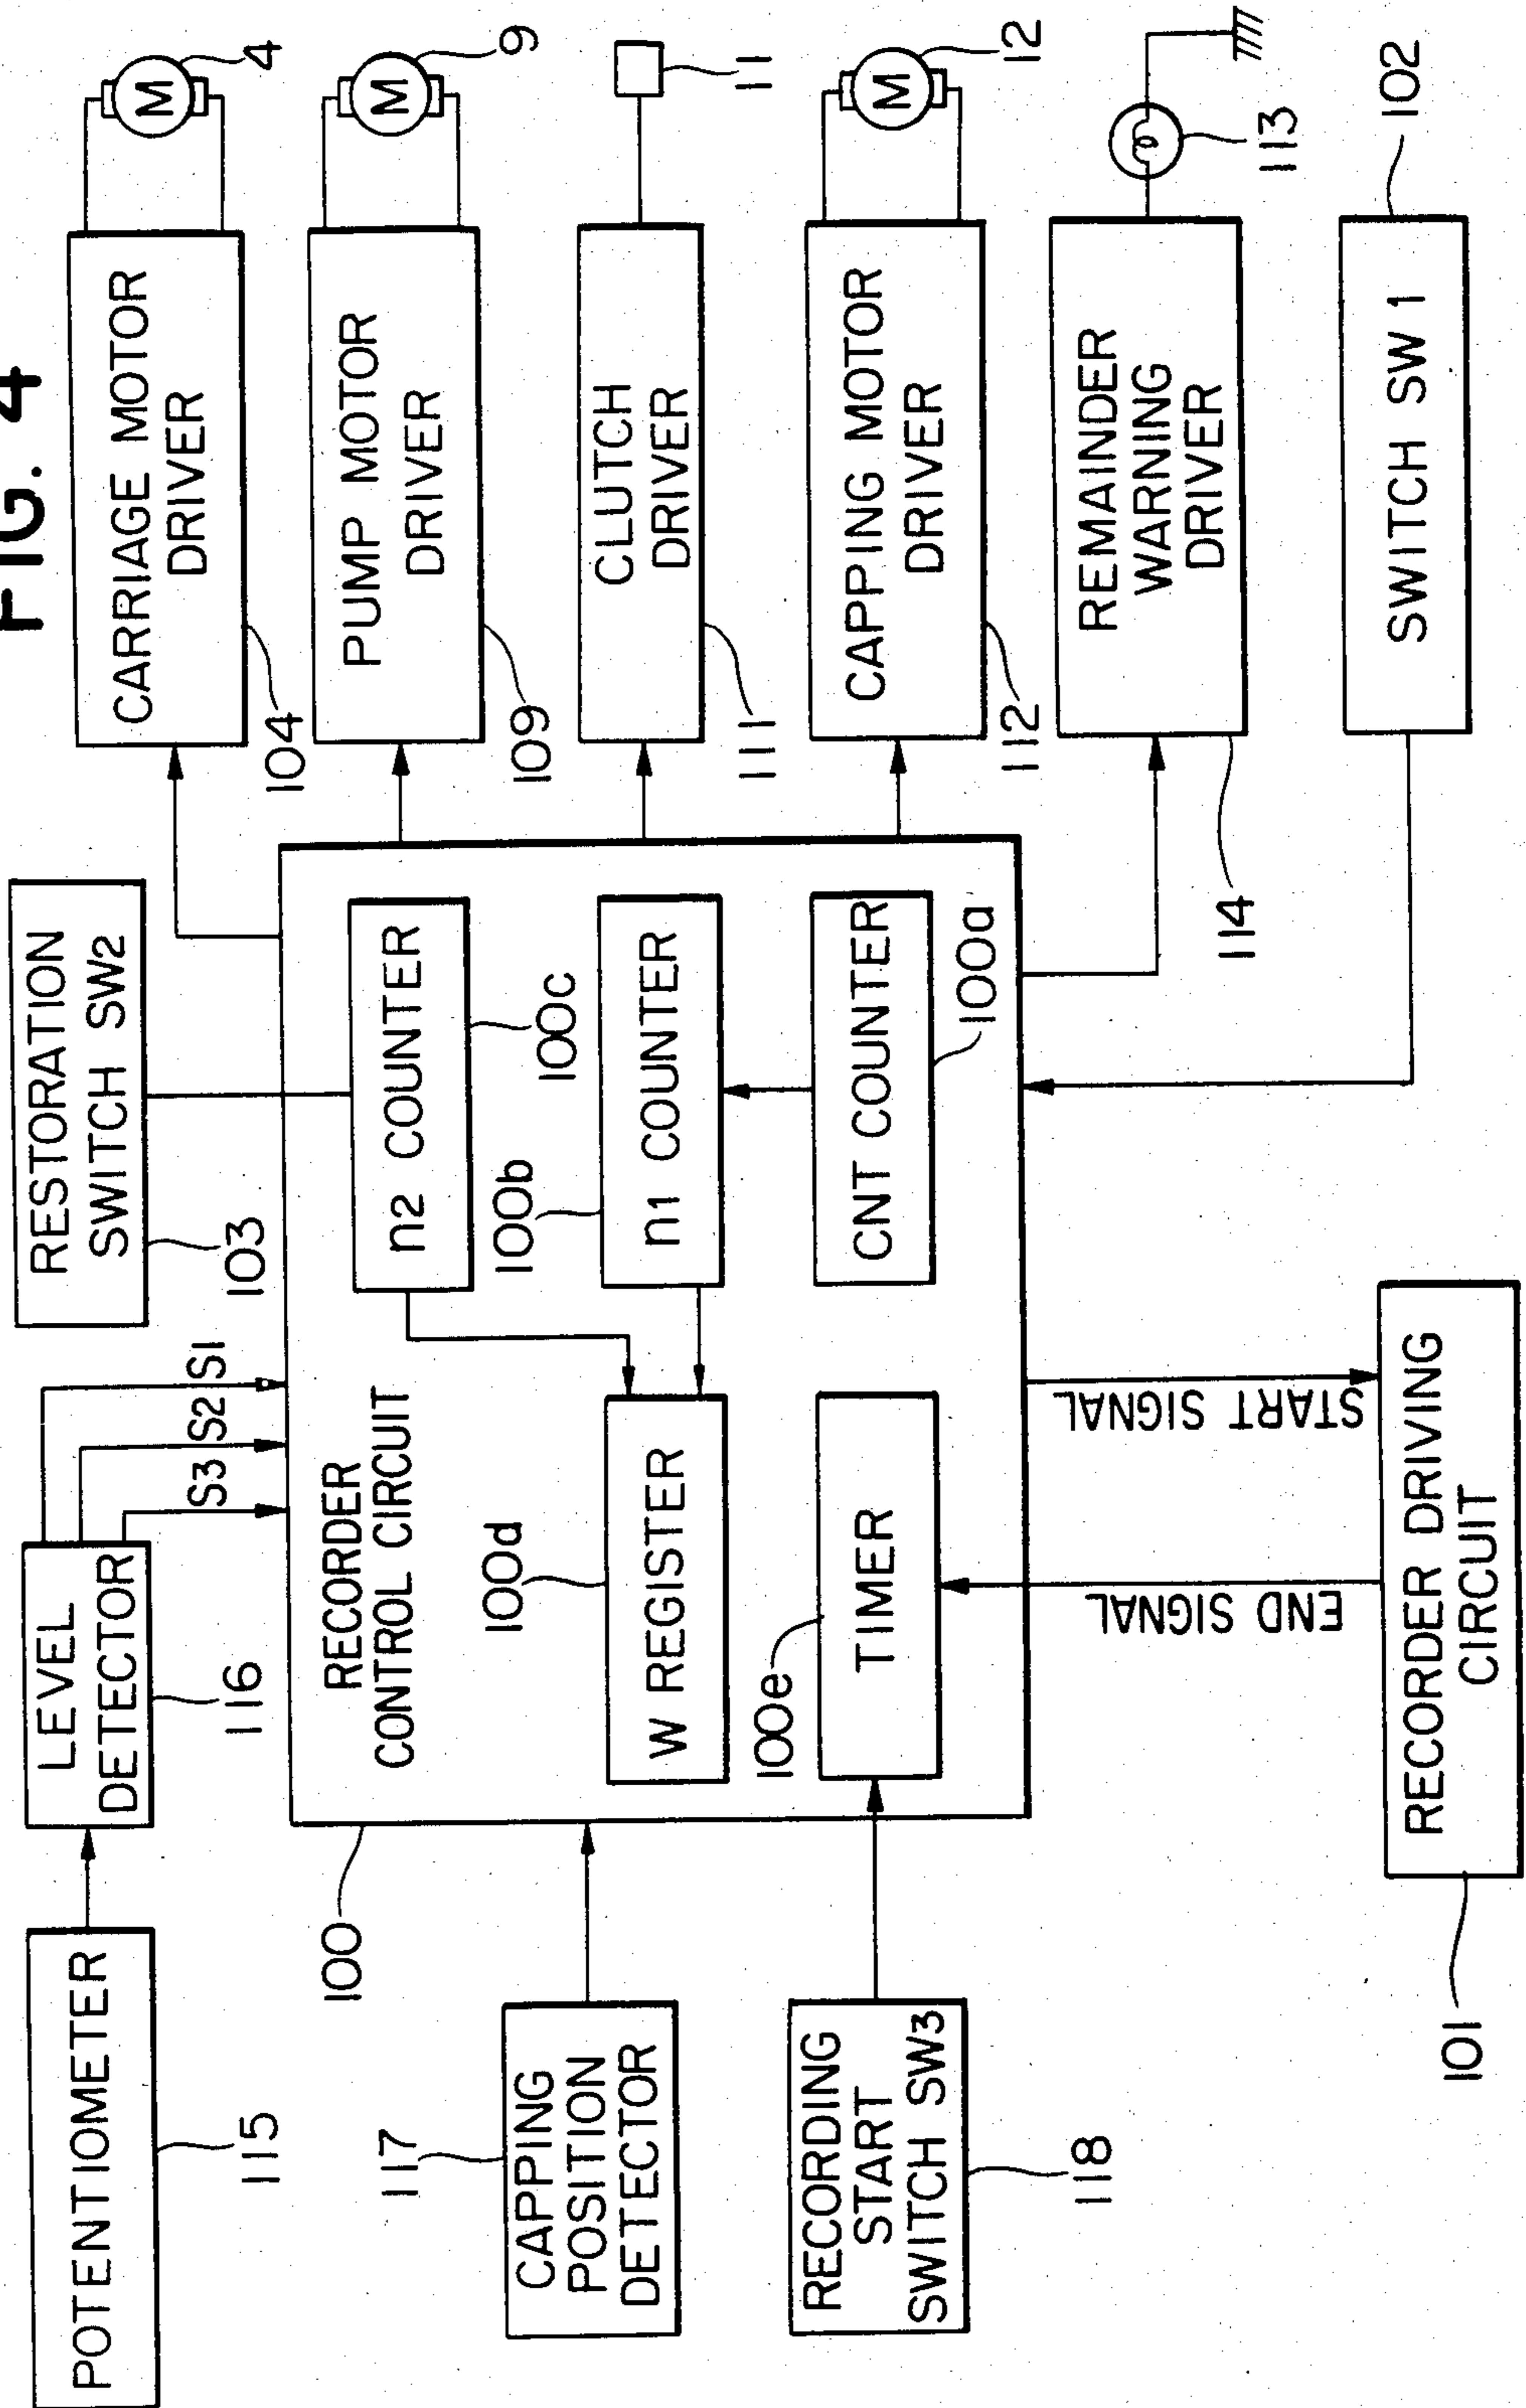 FIG. 4
POTENTIOMETER
115
LEVEL
DETECTOR
116
S1
S2
S3
RESTORATION
SWITCH SW2
103
CARRIAGE MOTOR
DRIVER
104
M
4
PUMP MOTOR
DRIVER
109
M
9
CLUTCH
DRIVER
111
11
CAPPING MOTOR
DRIVER
112
M
12
REMAINDER
WARNING
DRIVER
114
113
SWITCH SW1
102
100
RECORDER
CONTROL CIRCUIT
n2 COUNTER
100c
100b
n1 COUNTER
CNT COUNTER
100a
100d
W REGISTER
100e
TIMER
117
CAPPING
POSITION
DETECTOR
RECORDING
START
SWITCH SW3
118
END SIGNAL
START SIGNAL
RECORDER DRIVING
CIRCUIT
101